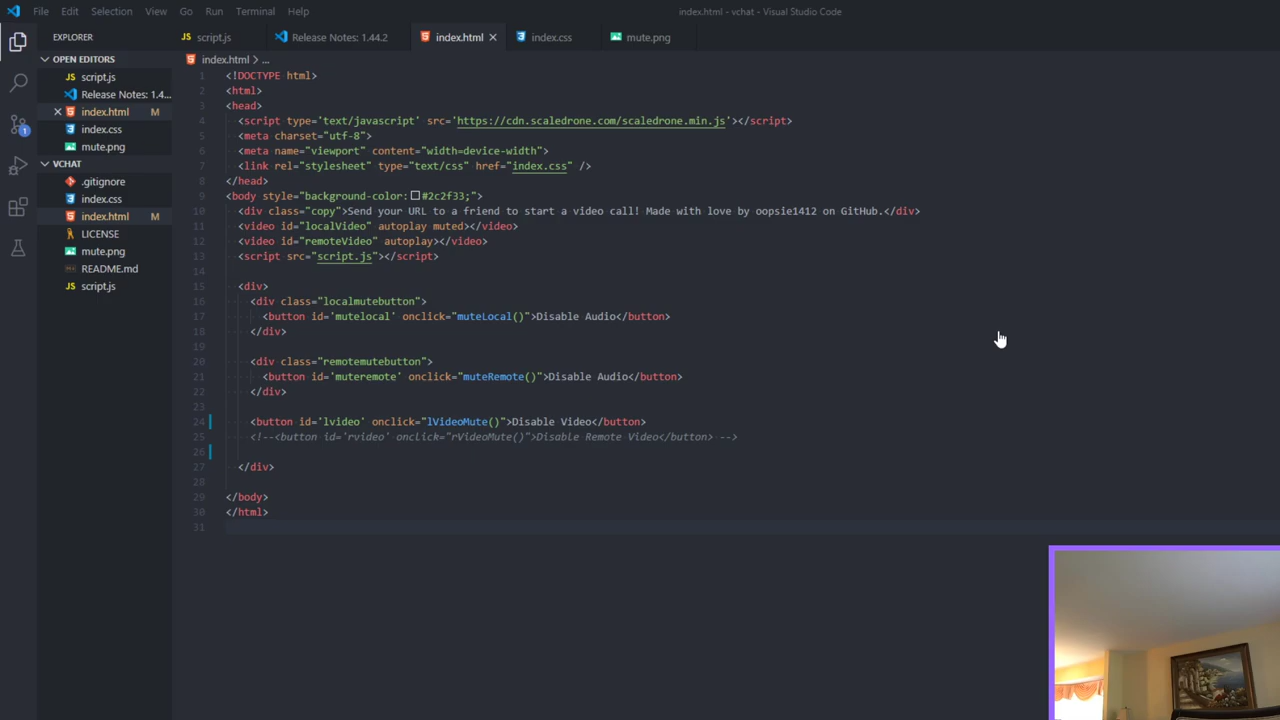 File Edit Selection View Go Run Terminal Help
index.html - vchat - Visual Studio Code
EXPLORER
script.js
Release Notes: 1.44.2
index.html
index.css
mute.png
OPEN EDITORS
script.js
Release Notes: 1.4...
index.html M
index.css
mute.png
VCHAT
.gitignore
index.css
index.html M
LICENSE
mute.png
README.md
script.js
1
index.html > ...
1 <!DOCTYPE html>
2 <html>
3 <head>
4 <script type='text/javascript' src='https://cdn.scaledrone.com/scaledrone.min.js'></script>
5 <meta charset="utf-8">
6 <meta name="viewport" content="width=device-width">
7 <link rel="stylesheet" type="text/css" href="index.css" />
8 </head>
9 <body style="background-color: #2c2f33;">
10 <div class="copy">Send your URL to a friend to start a video call! Made with love by oopsie1412 on GitHub.</div>
11 <video id="localVideo" autoplay muted></video>
12 <video id="remoteVideo" autoplay></video>
13 <script src="script.js"></script>
14
15 <div>
16 <div class="localmutebutton">
17 <button id='mutelocal' onclick="muteLocal()">Disable Audio</button>
18 </div>
19
20 <div class="remotemutebutton">
21 <button id='muteremote' onclick="muteRemote()">Disable Audio</button>
22 </div>
23
24 <button id='lvideo' onclick="lVideoMute()">Disable Video</button>
25 <!--<button id='rvideo' onclick="rVideoMute()">Disable Remote Video</button> -->
26
27 </div>
28
29 </body>
30 </html>
31